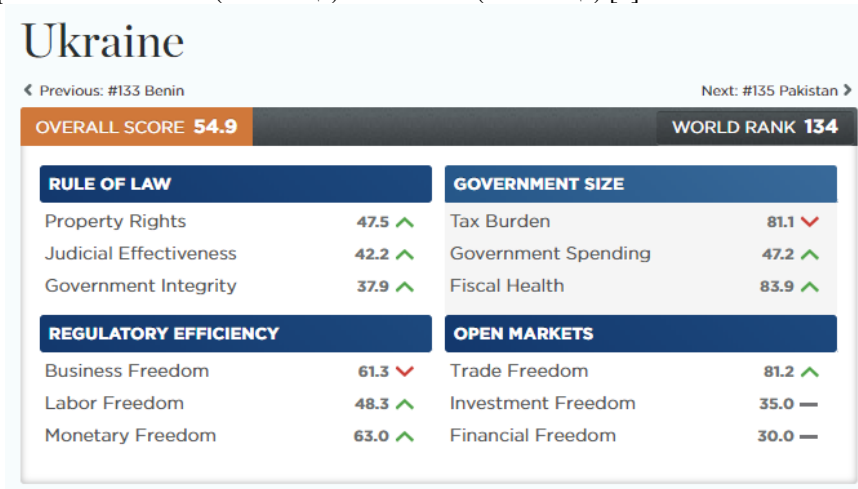 Ukraine
Previous: #133 Benin Next: #135 Pakistan
OVERALL SCORE 54.9 WORLD RANK 134
RULE OF LAW
Property Rights 47.5
Judicial Effectiveness 42.2
Government Integrity 37.9
GOVERNMENT SIZE
Tax Burden 81.1
Government Spending 47.2
Fiscal Health 83.9
REGULATORY EFFICIENCY
Business Freedom 61.3
Labor Freedom 48.3
Monetary Freedom 63.0
OPEN MARKETS
Trade Freedom 81.2
Investment Freedom 35.0
Financial Freedom 30.0